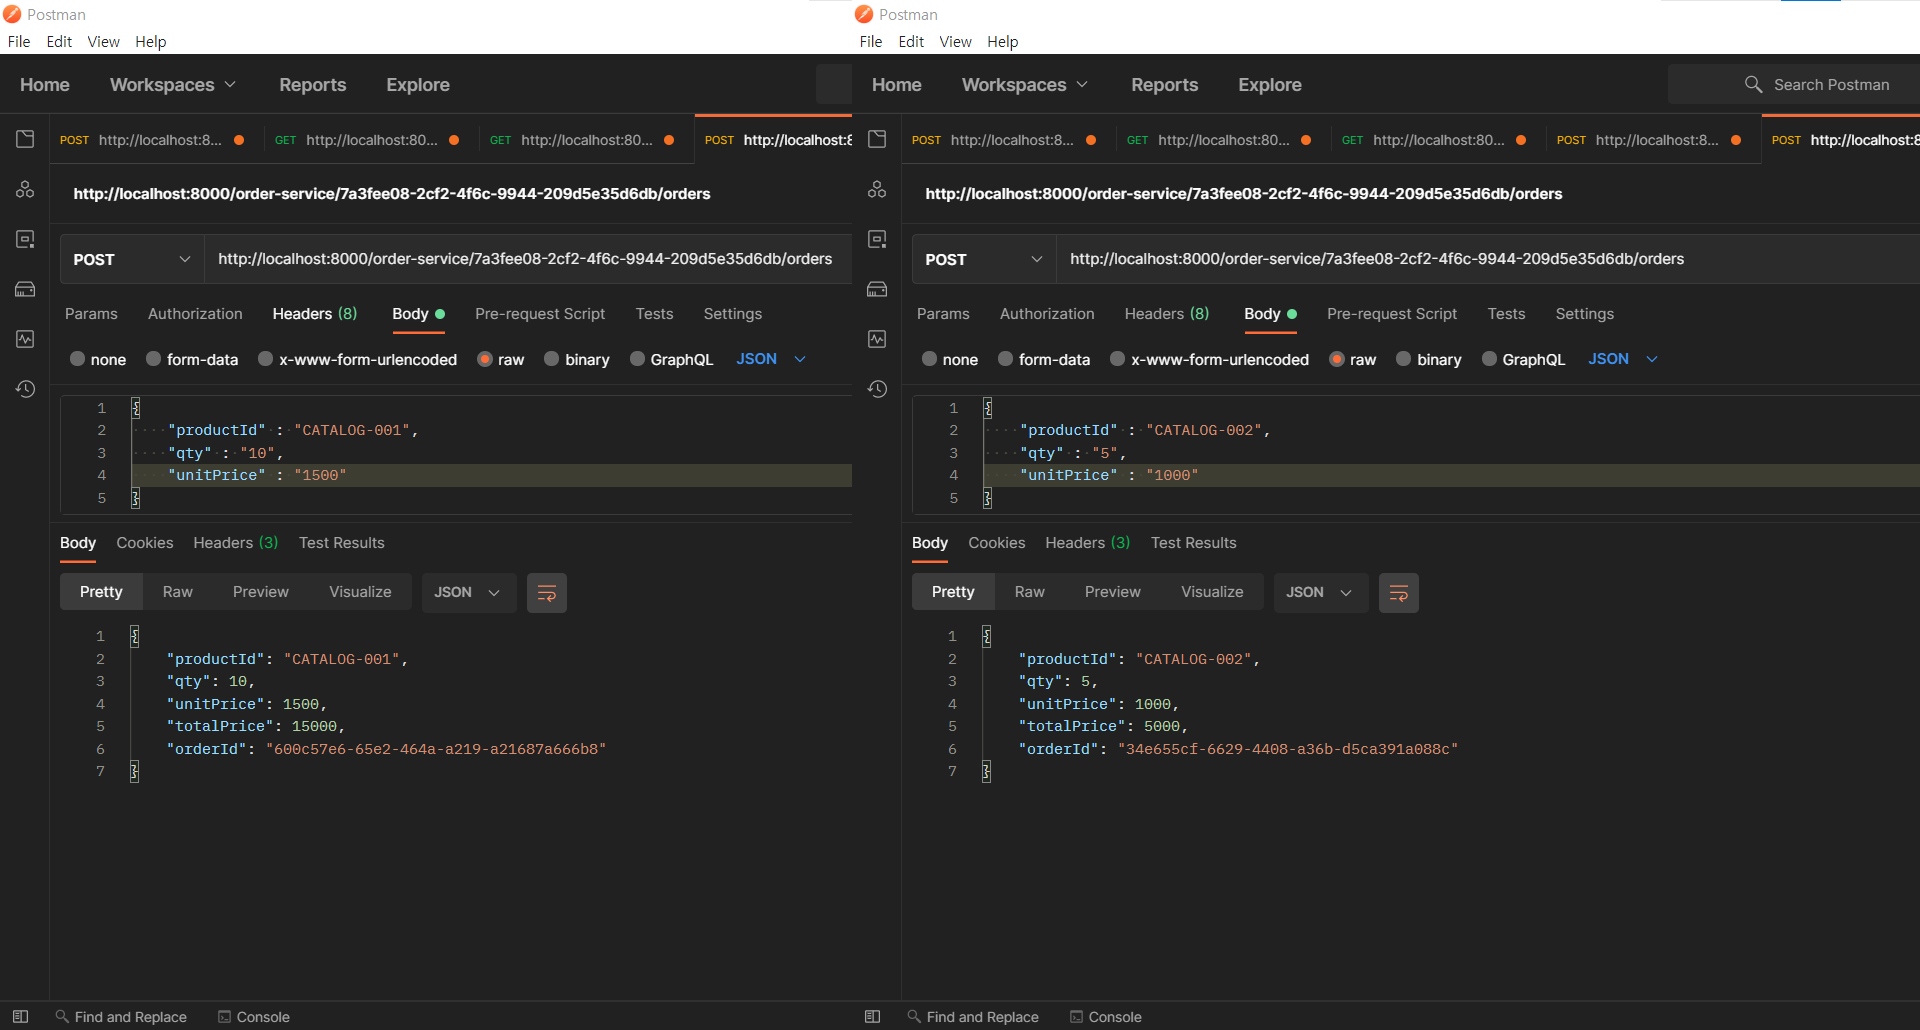 Postman
File Edit View Help
Home Workspaces Reports Explore
POST http://localhost:8... GET http://localhost:80... GET http://localhost:80... POST http://localhost:8
http://localhost:8000/order-service/7a3fee08-2cf2-4f6c-9944-209d5e35d6db/orders
POST http://localhost:8000/order-service/7a3fee08-2cf2-4f6c-9944-209d5e35d6db/orders
Params Authorization Headers (8) Body Pre-request Script Tests Settings
none form-data x-www-form-urlencoded raw binary GraphQL JSON
1 {
2 "productId" : "CATALOG-001",
3 "qty" : "10",
4 "unitPrice" : "1500"
5 }
Body Cookies Headers (3) Test Results
Pretty Raw Preview Visualize JSON
1 {
2 "productId": "CATALOG-001",
3 "qty": 10,
4 "unitPrice": 1500,
5 "totalPrice": 15000,
6 "orderId": "600c57e6-65e2-464a-a219-a21687a666b8"
7 }
Find and Replace Console
Postman
File Edit View Help
Home Workspaces Reports Explore Search Postman
POST http://localhost:8... GET http://localhost:80... GET http://localhost:80... POST http://localhost:8... POST http://localhost:8
http://localhost:8000/order-service/7a3fee08-2cf2-4f6c-9944-209d5e35d6db/orders
POST http://localhost:8000/order-service/7a3fee08-2cf2-4f6c-9944-209d5e35d6db/orders
Params Authorization Headers (8) Body Pre-request Script Tests Settings
none form-data x-www-form-urlencoded raw binary GraphQL JSON
1 {
2 "productId" : "CATALOG-002",
3 "qty" : "5",
4 "unitPrice" : "1000"
5 }
Body Cookies Headers (3) Test Results
Pretty Raw Preview Visualize JSON
1 {
2 "productId": "CATALOG-002",
3 "qty": 5,
4 "unitPrice": 1000,
5 "totalPrice": 5000,
6 "orderId": "34e655cf-6629-4408-a36b-d5ca391a088c"
7 }
Find and Replace Console